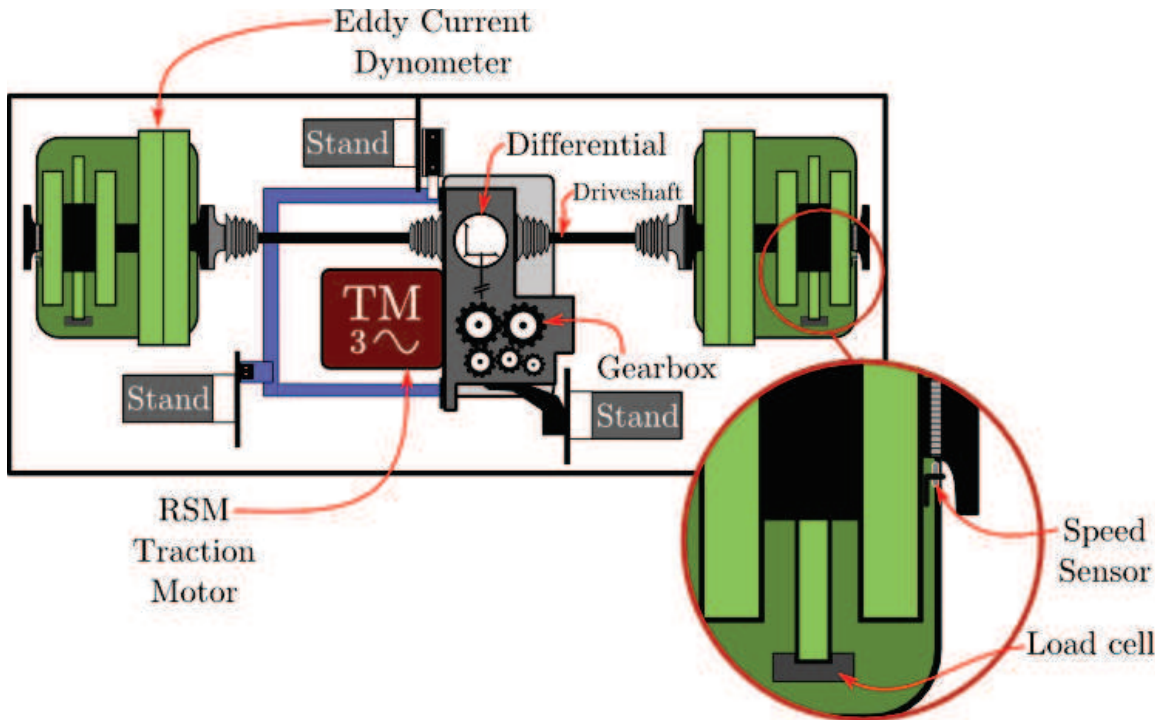 Eddy Current
Dynometer
Stand
Differential
Driveshaft
TM
3
Gearbox
Stand
Stand
RSM
Traction
Motor
Speed
Sensor
Load cell